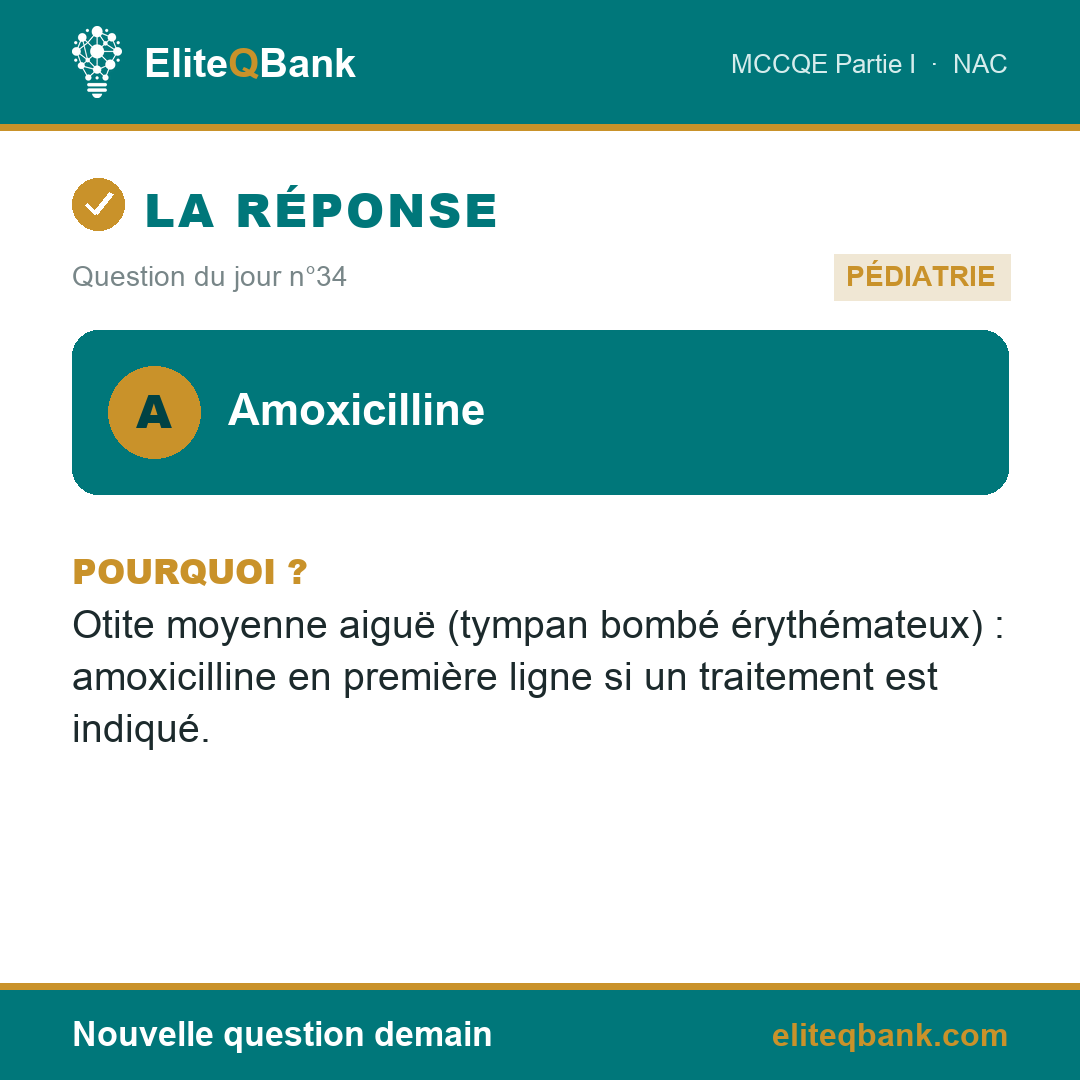 EliteQBank
MCCQE Partie I · NAC
LA RÉPONSE
Question du jour n°34
PÉDIATRIE
A Amoxicilline
POURQUOI ?
Otite moyenne aiguë (tympan bombé érythémateux) :
amoxicilline en première ligne si un traitement est
indiqué.
Nouvelle question demain
eliteqbank.com